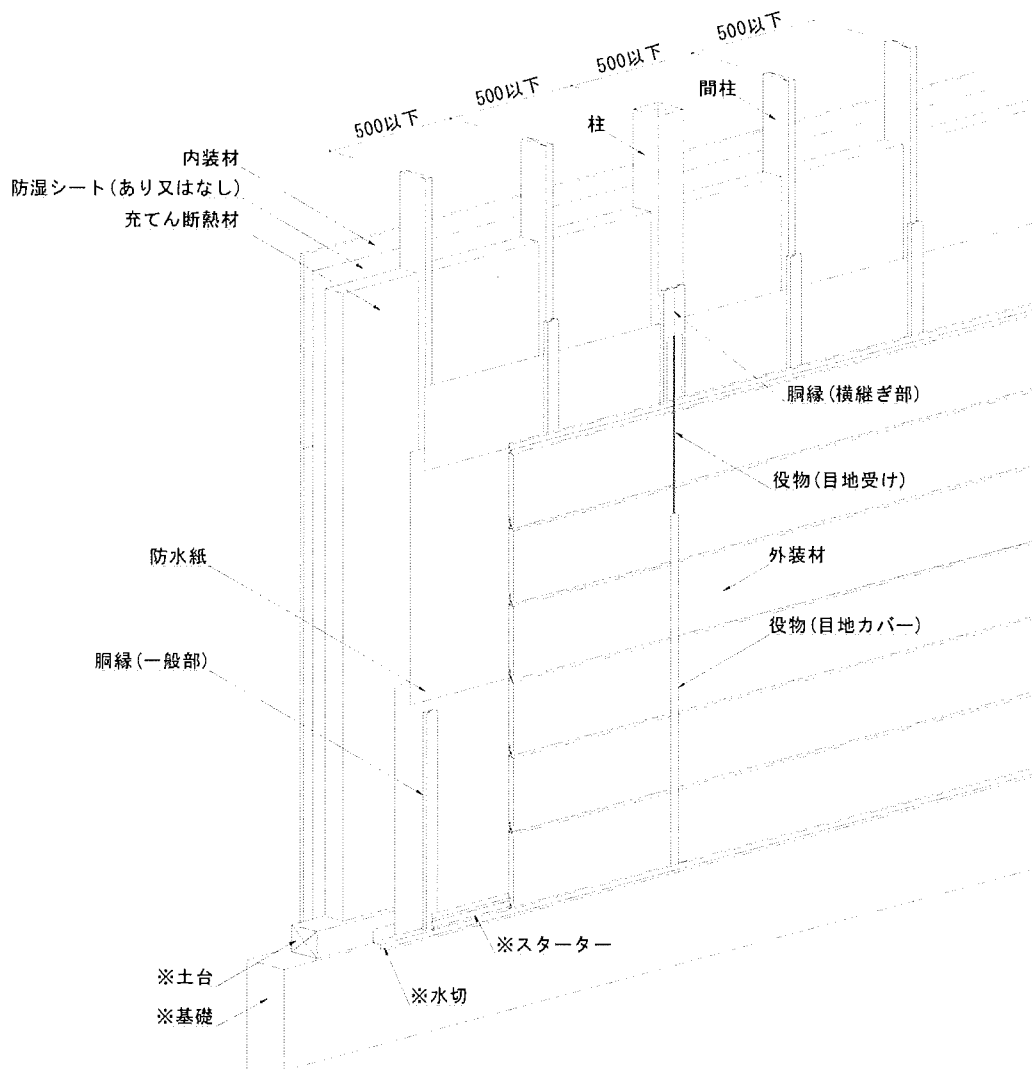 500以下
500以下
500以下
500以下
間柱
柱
内装材
防湿シート(あり又はなし)
充てん断熱材
胴縁(横継ぎ部)
役物(目地受け)
防水紙
外装材
役物(目地カバー)
胴縁(一般部)
※スターター
※土台
※水切
※基礎